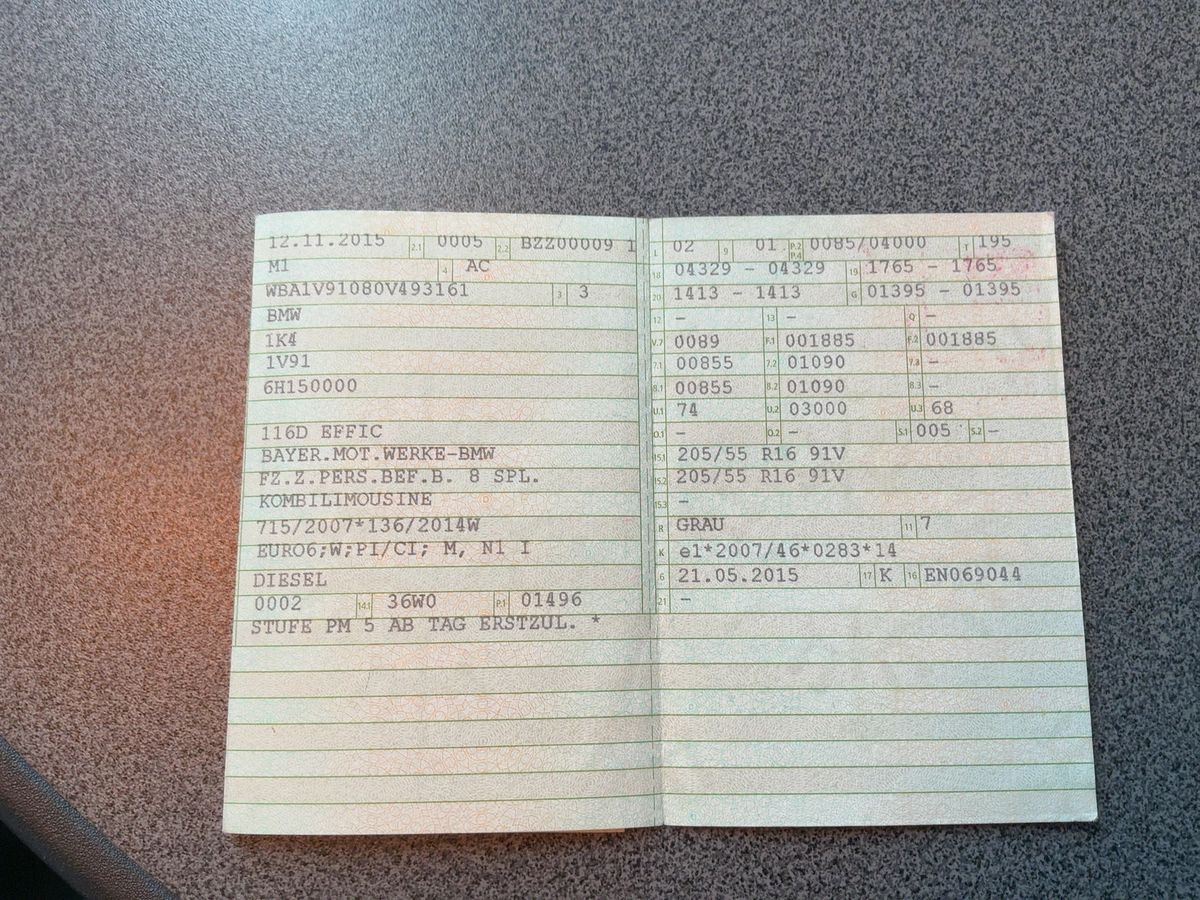 12.11.2015 2.1 0005 2.2 BZZ00009 1
M1 4 AC
WBA1V91080V493161 3 3
BMW
1K4
1V91
6H150000
116D EFFIC
BAYER.MOT.WERKE-BMW
FZ.Z.PERS.BEF.B. 8 SPL.
KOMBILIMOUSINE
715/2007*136/2014W
EURO6;W;PI/CI; M, N1 I
DIESEL
0002 14.1 36W0 P.1 01496
STUFE PM 5 AB TAG ERSTZUL. *
L 02 9 01 P.2 P.4 0085/04000 T 195
18 04329 - 04329 19 1765 - 1765
20 1413 - 1413 G 01395 - 01395
12 - 13 - Q -
V.7 0089 F.1 001885 F.2 001885
7.1 00855 7.2 01090 7.3 -
8.1 00855 8.2 01090 8.3 -
U.1 74 U.2 03000 U.3 68
O.1 - O.2 - S.1 005 S.2 -
15.1 205/55 R16 91V
15.2 205/55 R16 91V
15.3 -
R GRAU 11 7
K e1*2007/46*0283*14
6 21.05.2015 17 K 16 EN069044
21 -